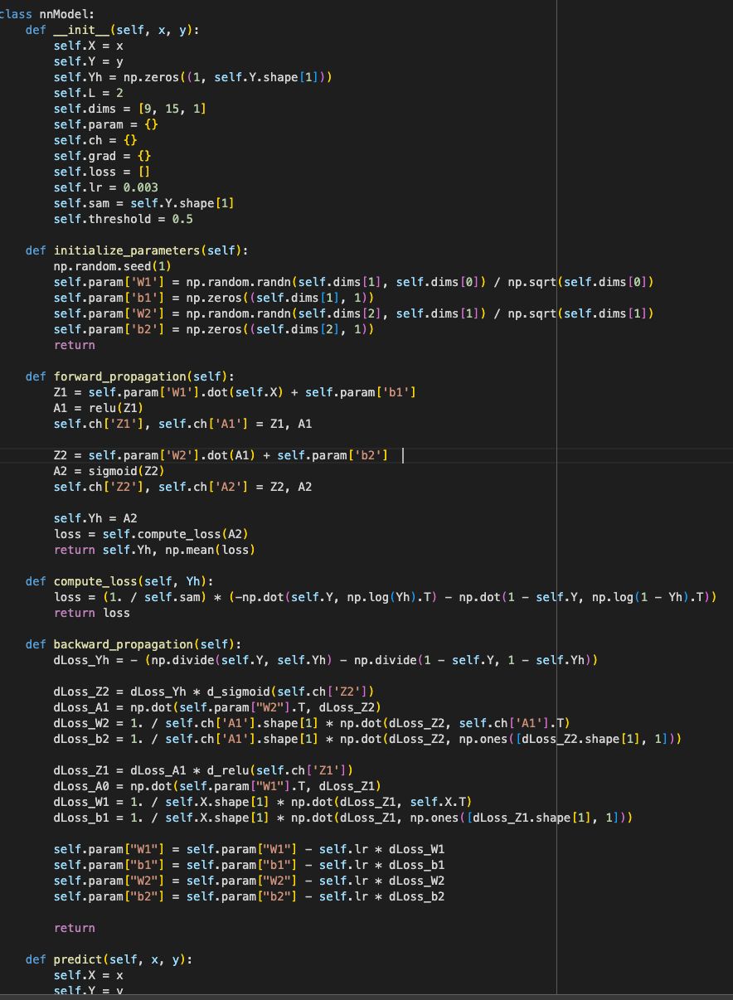 class nnModel:
    def __init__(self, x, y):
        self.X = x
        self.Y = y
        self.Yh = np.zeros((1, self.Y.shape[1]))
        self.L = 2
        self.dims = [9, 15, 1]
        self.param = {}
        self.ch = {}
        self.grad = {}
        self.loss = []
        self.lr = 0.003
        self.sam = self.Y.shape[1]
        self.threshold = 0.5

    def initialize_parameters(self):
        np.random.seed(1)
        self.param['W1'] = np.random.randn(self.dims[1], self.dims[0]) / np.sqrt(self.dims[0])
        self.param['b1'] = np.zeros((self.dims[1], 1))
        self.param['W2'] = np.random.randn(self.dims[2], self.dims[1]) / np.sqrt(self.dims[1])
        self.param['b2'] = np.zeros((self.dims[2], 1))
        return

    def forward_propagation(self):
        Z1 = self.param['W1'].dot(self.X) + self.param['b1']
        A1 = relu(Z1)
        self.ch['Z1'], self.ch['A1'] = Z1, A1

        Z2 = self.param['W2'].dot(A1) + self.param['b2']
        A2 = sigmoid(Z2)
        self.ch['Z2'], self.ch['A2'] = Z2, A2

        self.Yh = A2
        loss = self.compute_loss(A2)
        return self.Yh, np.mean(loss)

    def compute_loss(self, Yh):
        loss = (1. / self.sam) * (-np.dot(self.Y, np.log(Yh).T) - np.dot(1 - self.Y, np.log(1 - Yh).T))
        return loss

    def backward_propagation(self):
        dLoss_Yh = - (np.divide(self.Y, self.Yh) - np.divide(1 - self.Y, 1 - self.Yh))

        dLoss_Z2 = dLoss_Yh * d_sigmoid(self.ch['Z2'])
        dLoss_A1 = np.dot(self.param["W2"].T, dLoss_Z2)
        dLoss_W2 = 1. / self.ch['A1'].shape[1] * np.dot(dLoss_Z2, self.ch['A1'].T)
        dLoss_b2 = 1. / self.ch['A1'].shape[1] * np.dot(dLoss_Z2, np.ones([dLoss_Z2.shape[1], 1]))

        dLoss_Z1 = dLoss_A1 * d_relu(self.ch['Z1'])
        dLoss_A0 = np.dot(self.param["W1"].T, dLoss_Z1)
        dLoss_W1 = 1. / self.X.shape[1] * np.dot(dLoss_Z1, self.X.T)
        dLoss_b1 = 1. / self.X.shape[1] * np.dot(dLoss_Z1, np.ones([dLoss_Z1.shape[1], 1]))

        self.param["W1"] = self.param["W1"] - self.lr * dLoss_W1
        self.param["b1"] = self.param["b1"] - self.lr * dLoss_b1
        self.param["W2"] = self.param["W2"] - self.lr * dLoss_W2
        self.param["b2"] = self.param["b2"] - self.lr * dLoss_b2

        return

    def predict(self, x, y):
        self.X = x
        self.Y = y